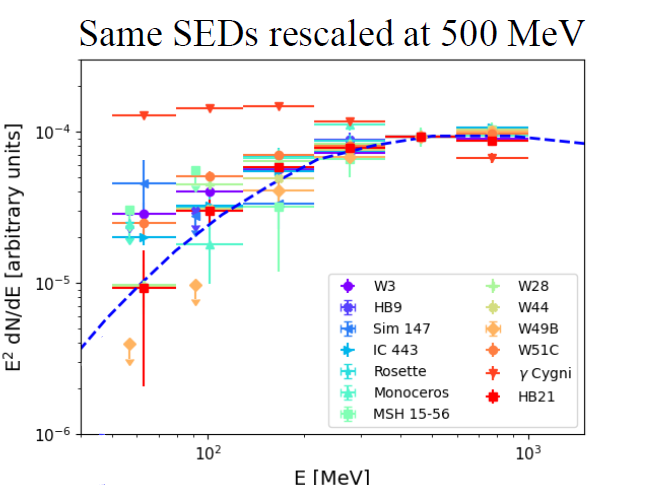 Same SEDs rescaled at 500 MeV
E² dN/dE [arbitrary units]
10⁻⁴
10⁻⁵
10⁻⁶
W3
HB9
Sim 147
IC 443
Rosette
Monoceros
MSH 15-56
W28
W44
W49B
W51C
γ Cygni
HB21
10²
10³
E [MeV]